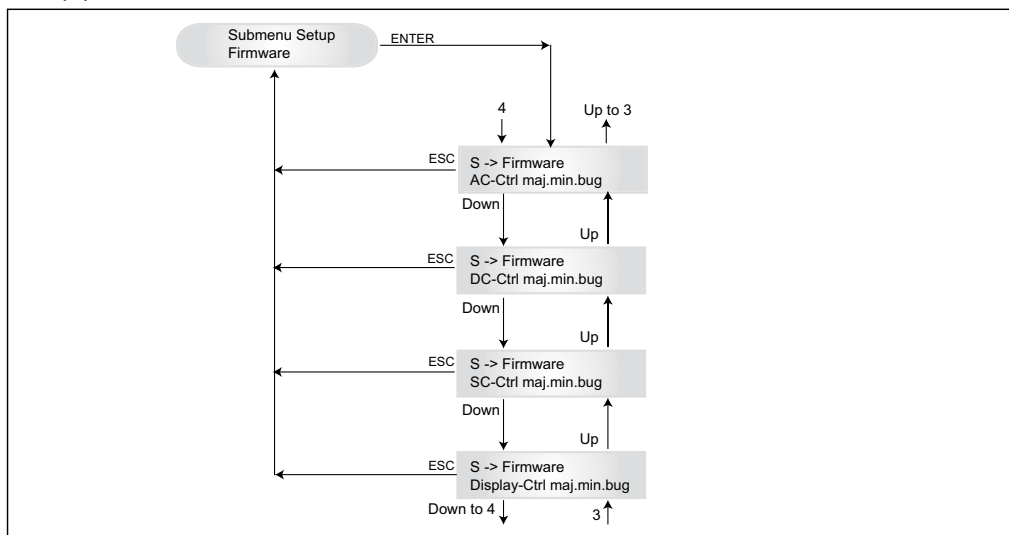 Submenu Setup
Firmware
ENTER
4
Up to 3
ESC
S -> Firmware
AC-Ctrl maj.min.bug
Down
Up
ESC
S -> Firmware
DC-Ctrl maj.min.bug
Down
Up
ESC
S -> Firmware
SC-Ctrl maj.min.bug
Down
Up
ESC
S -> Firmware
Display-Ctrl maj.min.bug
Down to 4
3